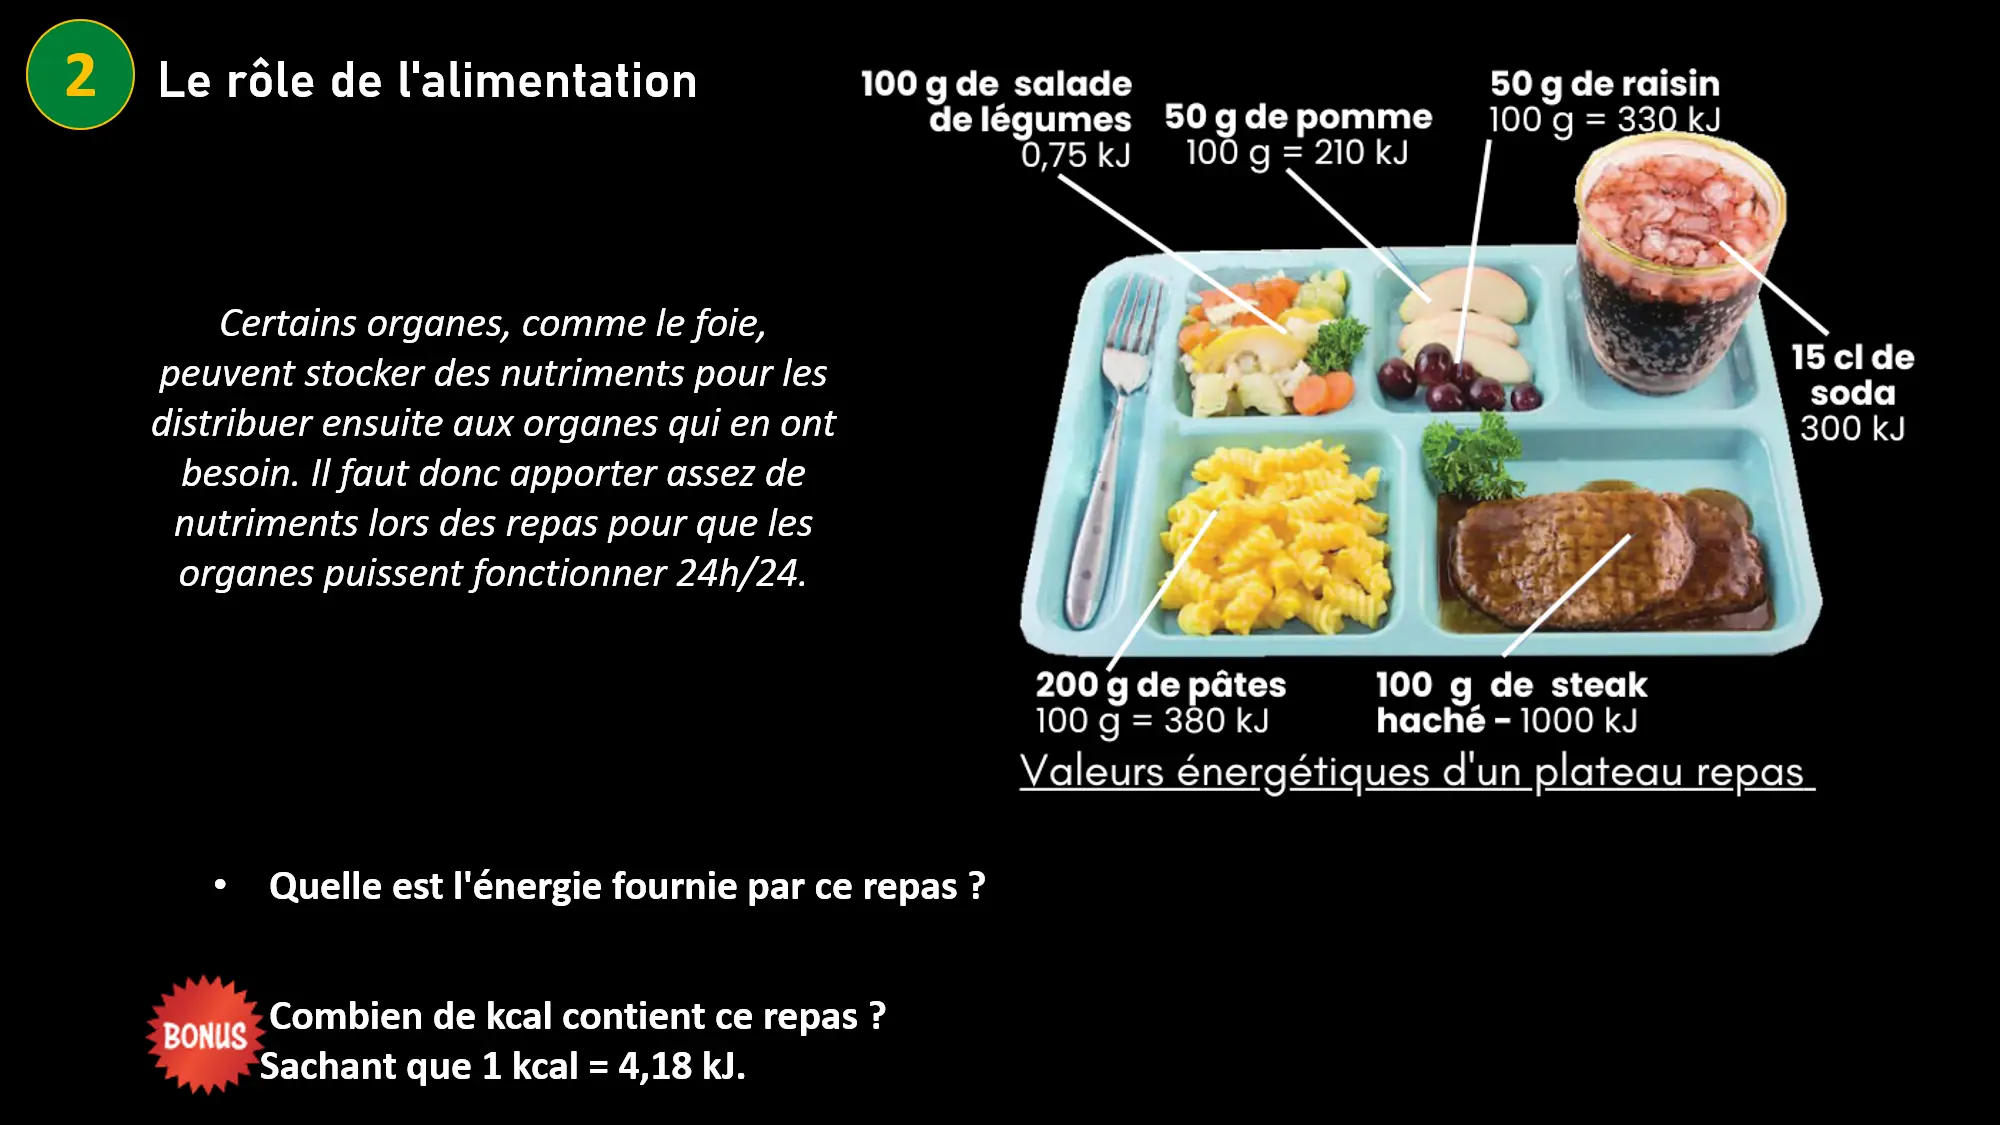 2
Le rôle de l'alimentation
100 g de salade
de légumes
0,75 kJ
50 g de pomme
100 g = 210 kJ
50 g de raisin
100 g = 330 kJ
15 cl de
soda
300 kJ
Certains organes, comme le foie,
peuvent stocker des nutriments pour les
distribuer ensuite aux organes qui en ont
besoin. Il faut donc apporter assez de
nutriments lors des repas pour que les
organes puissent fonctionner 24h/24.
200 g de pâtes
100 g = 380 kJ
100 g de steak
haché - 1000 kJ
Valeurs énergétiques d'un plateau repas
• Quelle est l'énergie fournie par ce repas ?
BONUS
Combien de kcal contient ce repas ?
Sachant que 1 kcal = 4,18 kJ.